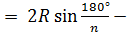 = 2R sin 180°/n −